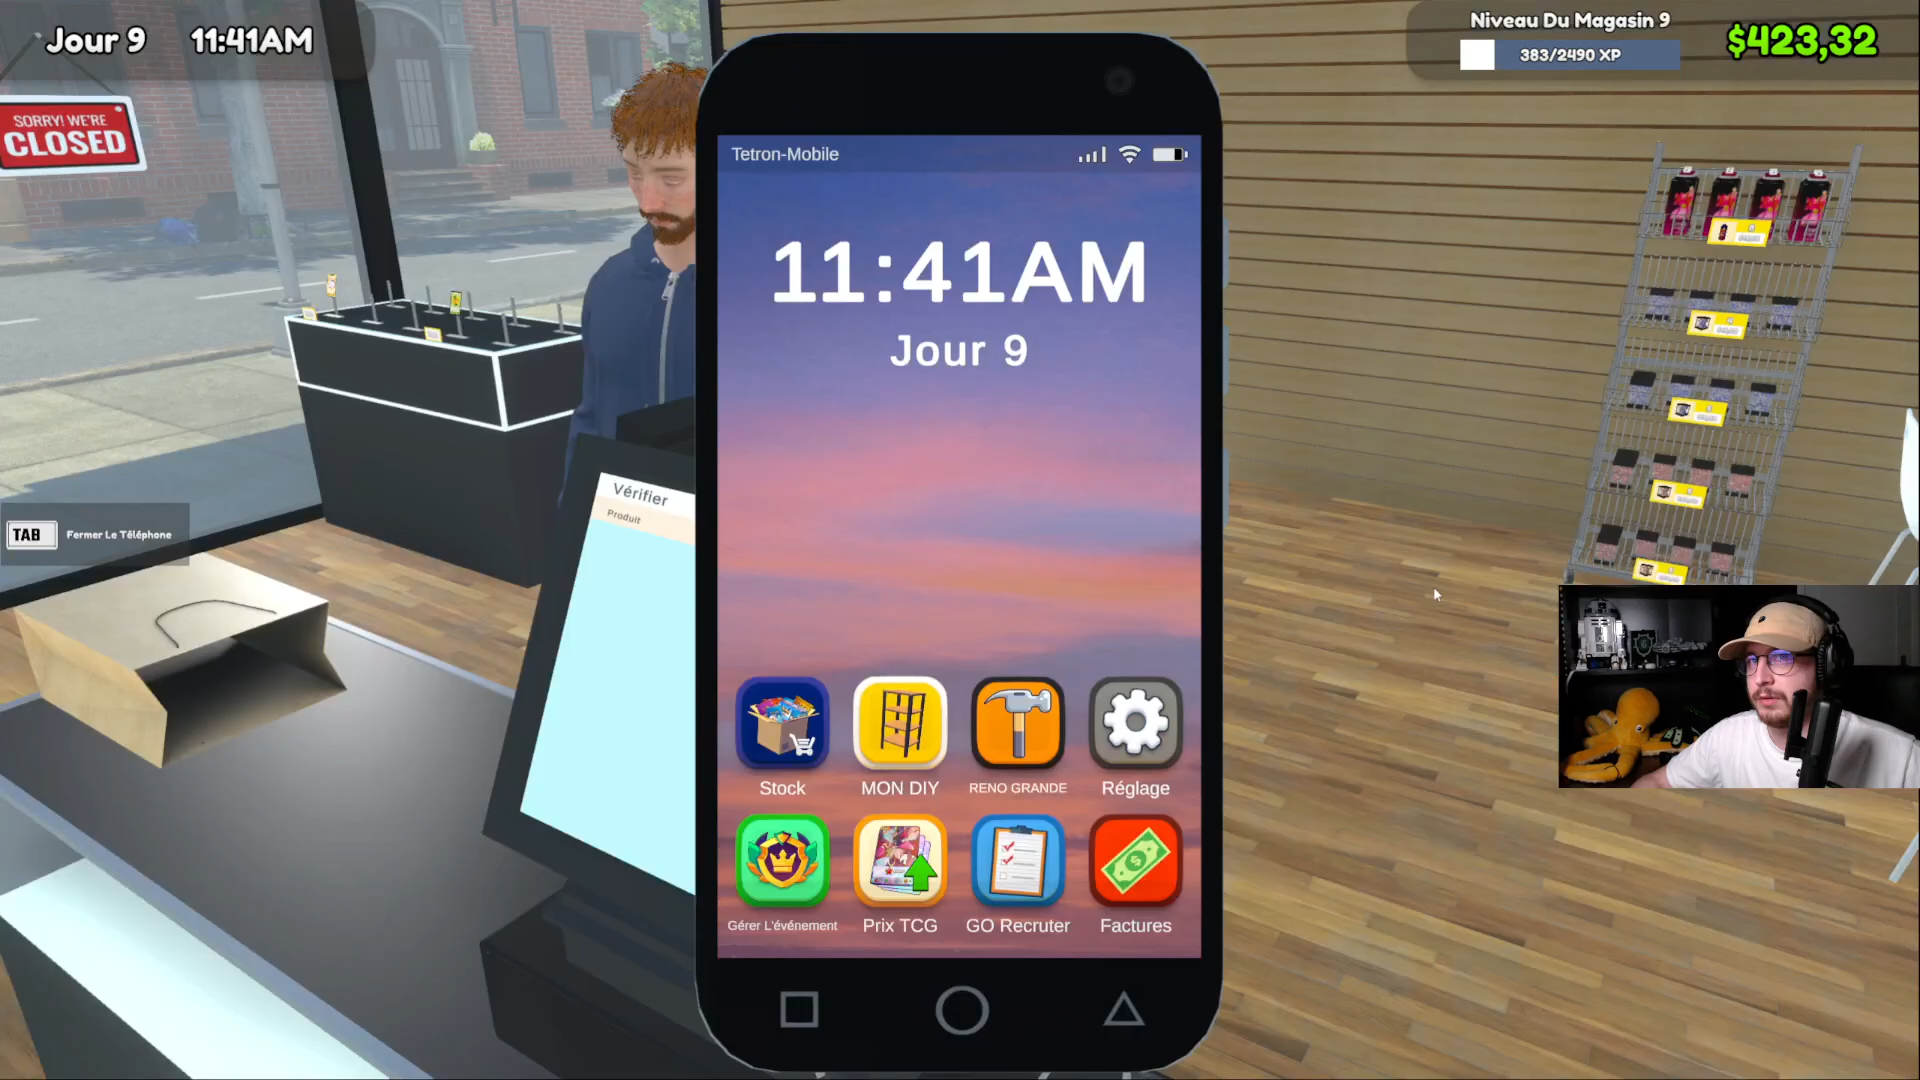 Jour 9
11:41AM
Niveau Du Magasin 9
383/2490 XP
$423,32
SORRY! WE'RE
CLOSED
Tetron-Mobile
11:41AM
Jour 9
Vérifier
Produit
TAB
Fermer Le Téléphone
Stock
MON DIY
RENO GRANDE
Réglage
Gérer L'événement
Prix TCG
GO Recruter
Factures